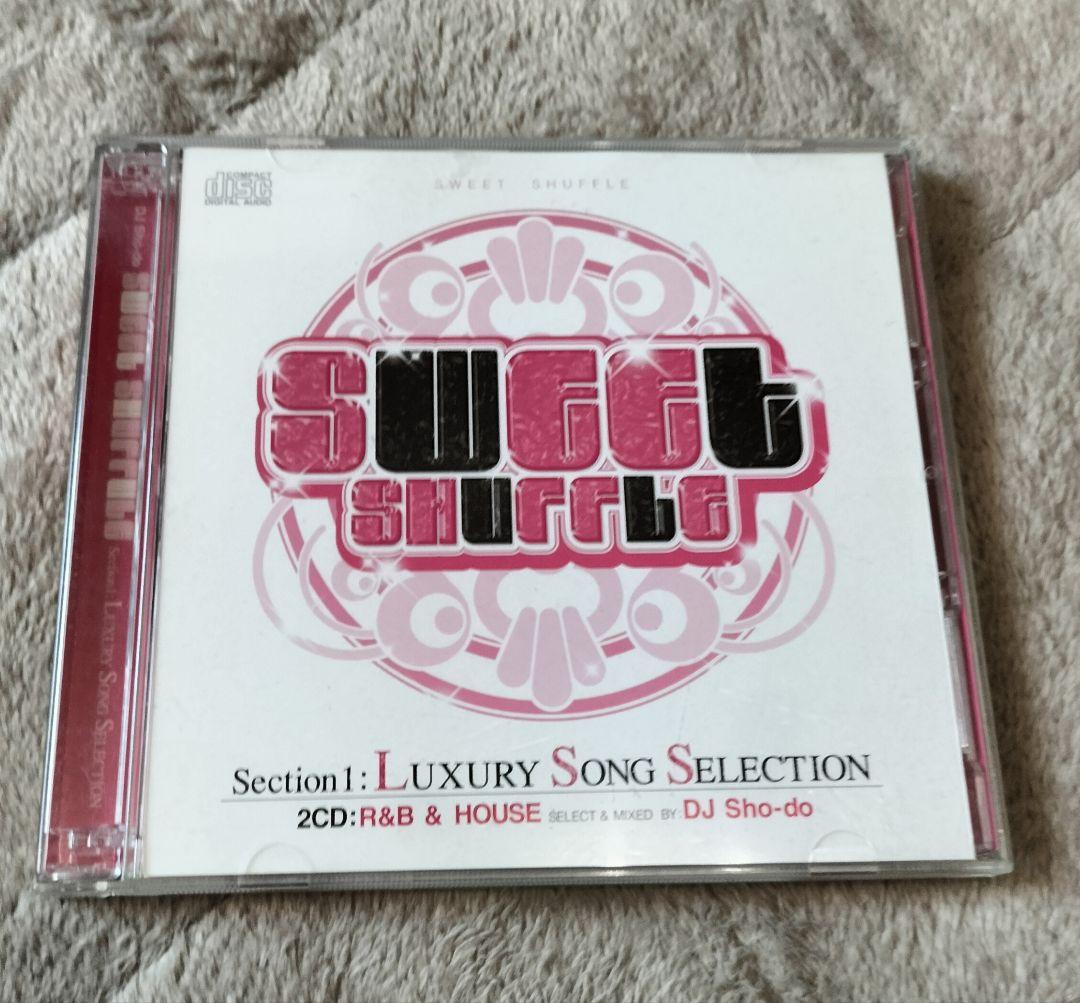 COMPACT
disc
DIGITAL AUDIO
SWEET SHUFFLE
sweet
shuffle
Section1: LUXURY SONG SELECTION
2CD: R&B & HOUSE SELECT & MIXED BY: DJ Sho-do
DJ Sho-do sweet shuffle Section1: LUXURY SONG SELECTION